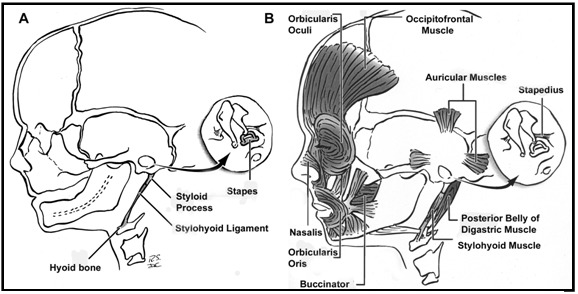 A
Stapes
Styloid
Process
Stylohyoid Ligament
Hyoid bone
B
Orbicularis
Oculi
Occipitofrontal
Muscle
Auricular Muscles
Stapedius
Posterior Belly of
Digastric Muscle
Stylohyoid Muscle
Nasalis
Orbicularis
Oris
Buccinator